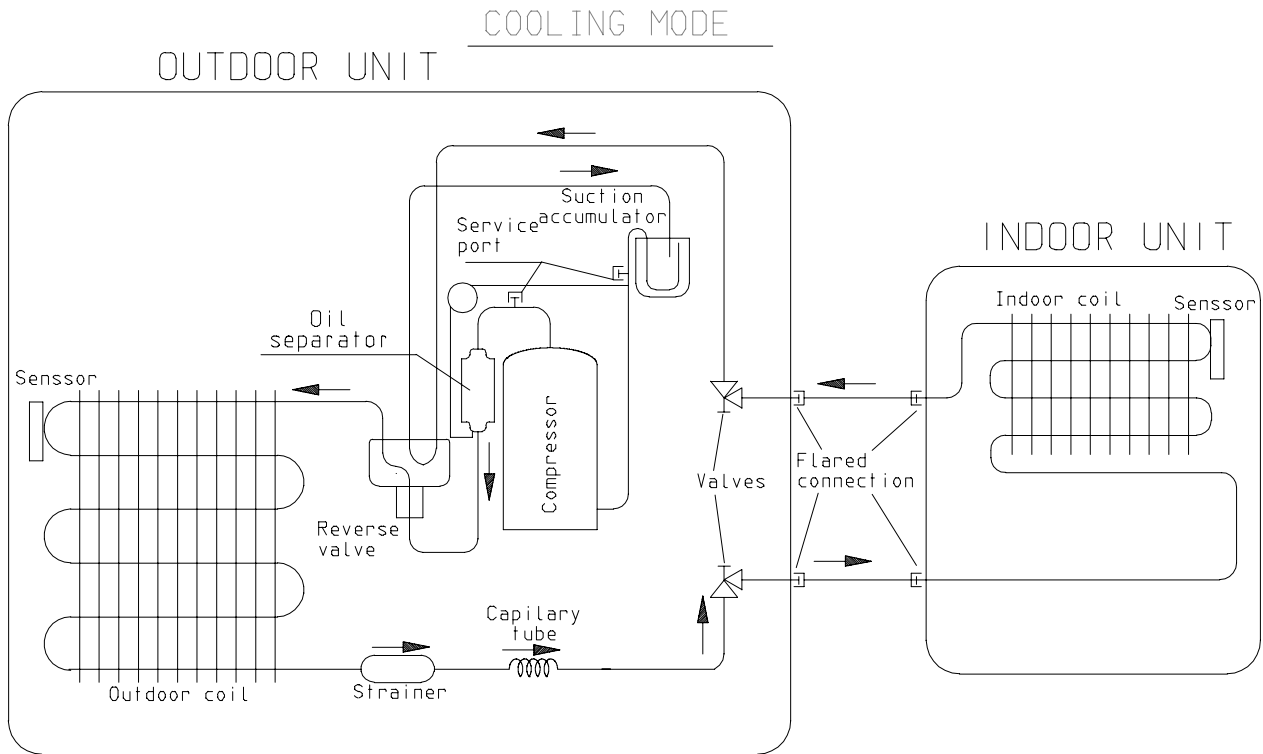 COOLING MODE
OUTDOOR UNIT
Suction
accumulator
Service
port
INDOOR UNIT
Indoor coil
Senssor
Oil
separator
Senssor
Compressor
Valves
Flared
connection
Reverse
valve
Capilary
tube
Strainer
Outdoor coil